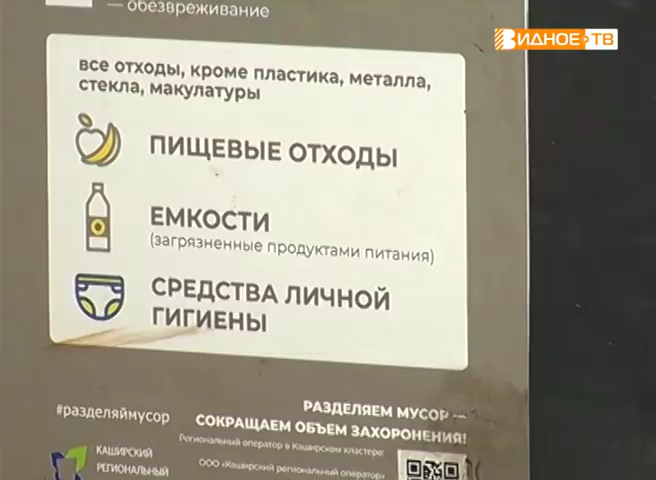 — обезвреживание
ВИДНОЕ ТВ
все отходы, кроме пластика, металла,
стекла, макулатуры
ПИЩЕВЫЕ ОТХОДЫ
ЕМКОСТИ
(загрязненные продуктами питания)
СРЕДСТВА ЛИЧНОЙ
ГИГИЕНЫ
#разделяймусор
РАЗДЕЛЯЕМ МУСОР —
СОКРАЩАЕМ ОБЪЕМ ЗАХОРОНЕНИЯ!
Региональный оператор в Каширском кластере:
КАШИРСКИЙ
РЕГИОНАЛЬНЫЙ
ООО «Каширский региональный оператор»